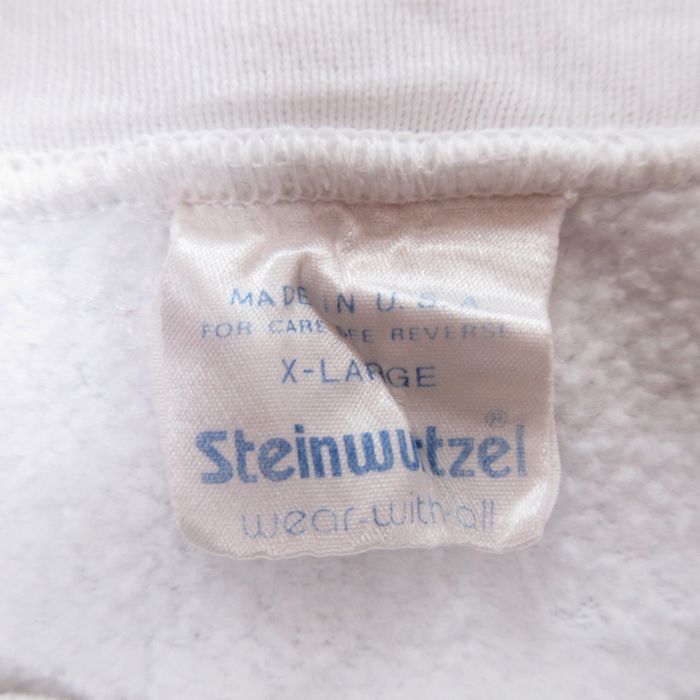 MADE IN U.S.A
FOR CARE SEE REVERSE
X-LARGE
Steinwurtzel ®
wear-with-all